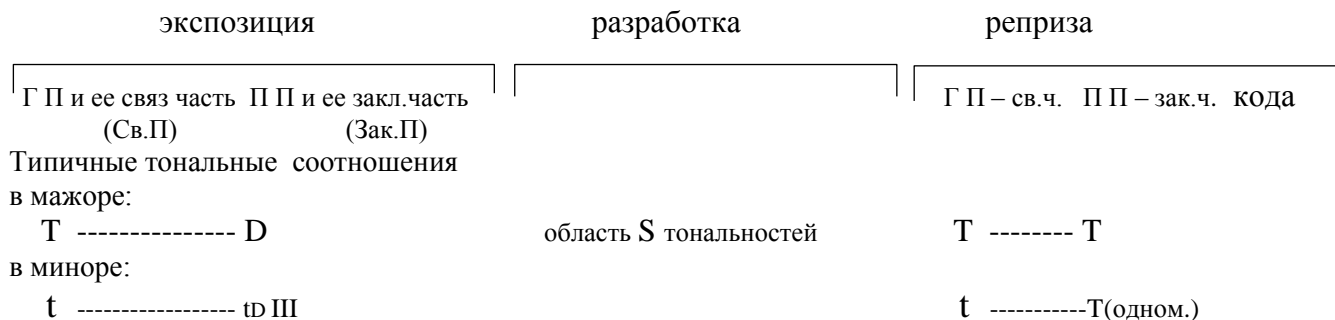 экспозиция разработка реприза
Г П и ее связ часть П П и ее закл.часть Г П – св.ч. П П – зак.ч. кода
(Св.П) (Зак.П)
Типичные тональные соотношения
в мажоре:
Т --------------- D область S тональностей Т -------- Т
в миноре:
t ------------------ tD III t -----------Т(одном.)